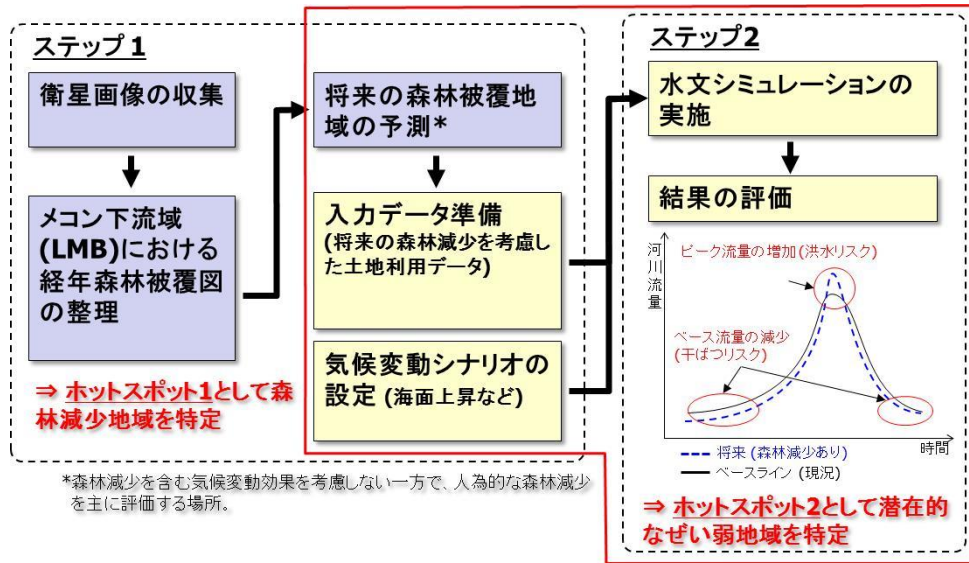 ステップ1
衛星画像の収集
メコン下流域
(LMB)における
経年森林被覆図
の整理
⇒ ホットスポット1として森
林減少地域を特定
将来の森林被覆地
域の予測*
入力データ準備
(将来の森林減少を考慮し
た土地利用データ)
気候変動シナリオの
設定 (海面上昇など)
*森林減少を含む気候変動効果を考慮しない一方で、人為的な森林減少
を主に評価する場所。
ステップ2
水文シミュレーションの
実施
結果の評価
河川流量
ピーク流量の増加(洪水リスク)
ベース流量の減少
(干ばつリスク)
時間
将来 (森林減少あり)
ベースライン (現況)
⇒ ホットスポット2として潜在的
なぜい弱地域を特定